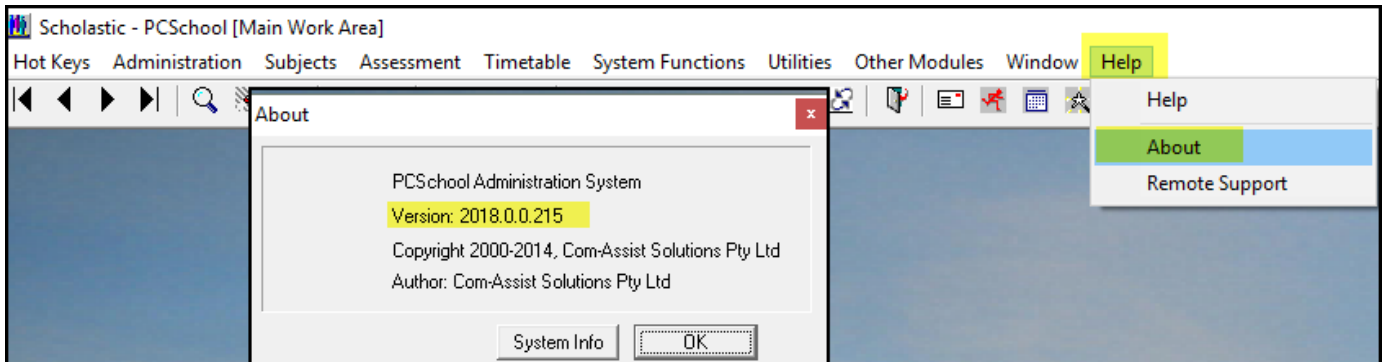 Scholastic - PCSchool [Main Work Area]
Hot Keys Administration Subjects Assessment Timetable System Functions Utilities Other Modules Window Help
Help
About
Remote Support
About
x
PCSchool Administration System
Version: 2018.0.0.215
Copyright 2000-2014, Com-Assist Solutions Pty Ltd
Author: Com-Assist Solutions Pty Ltd
System Info OK